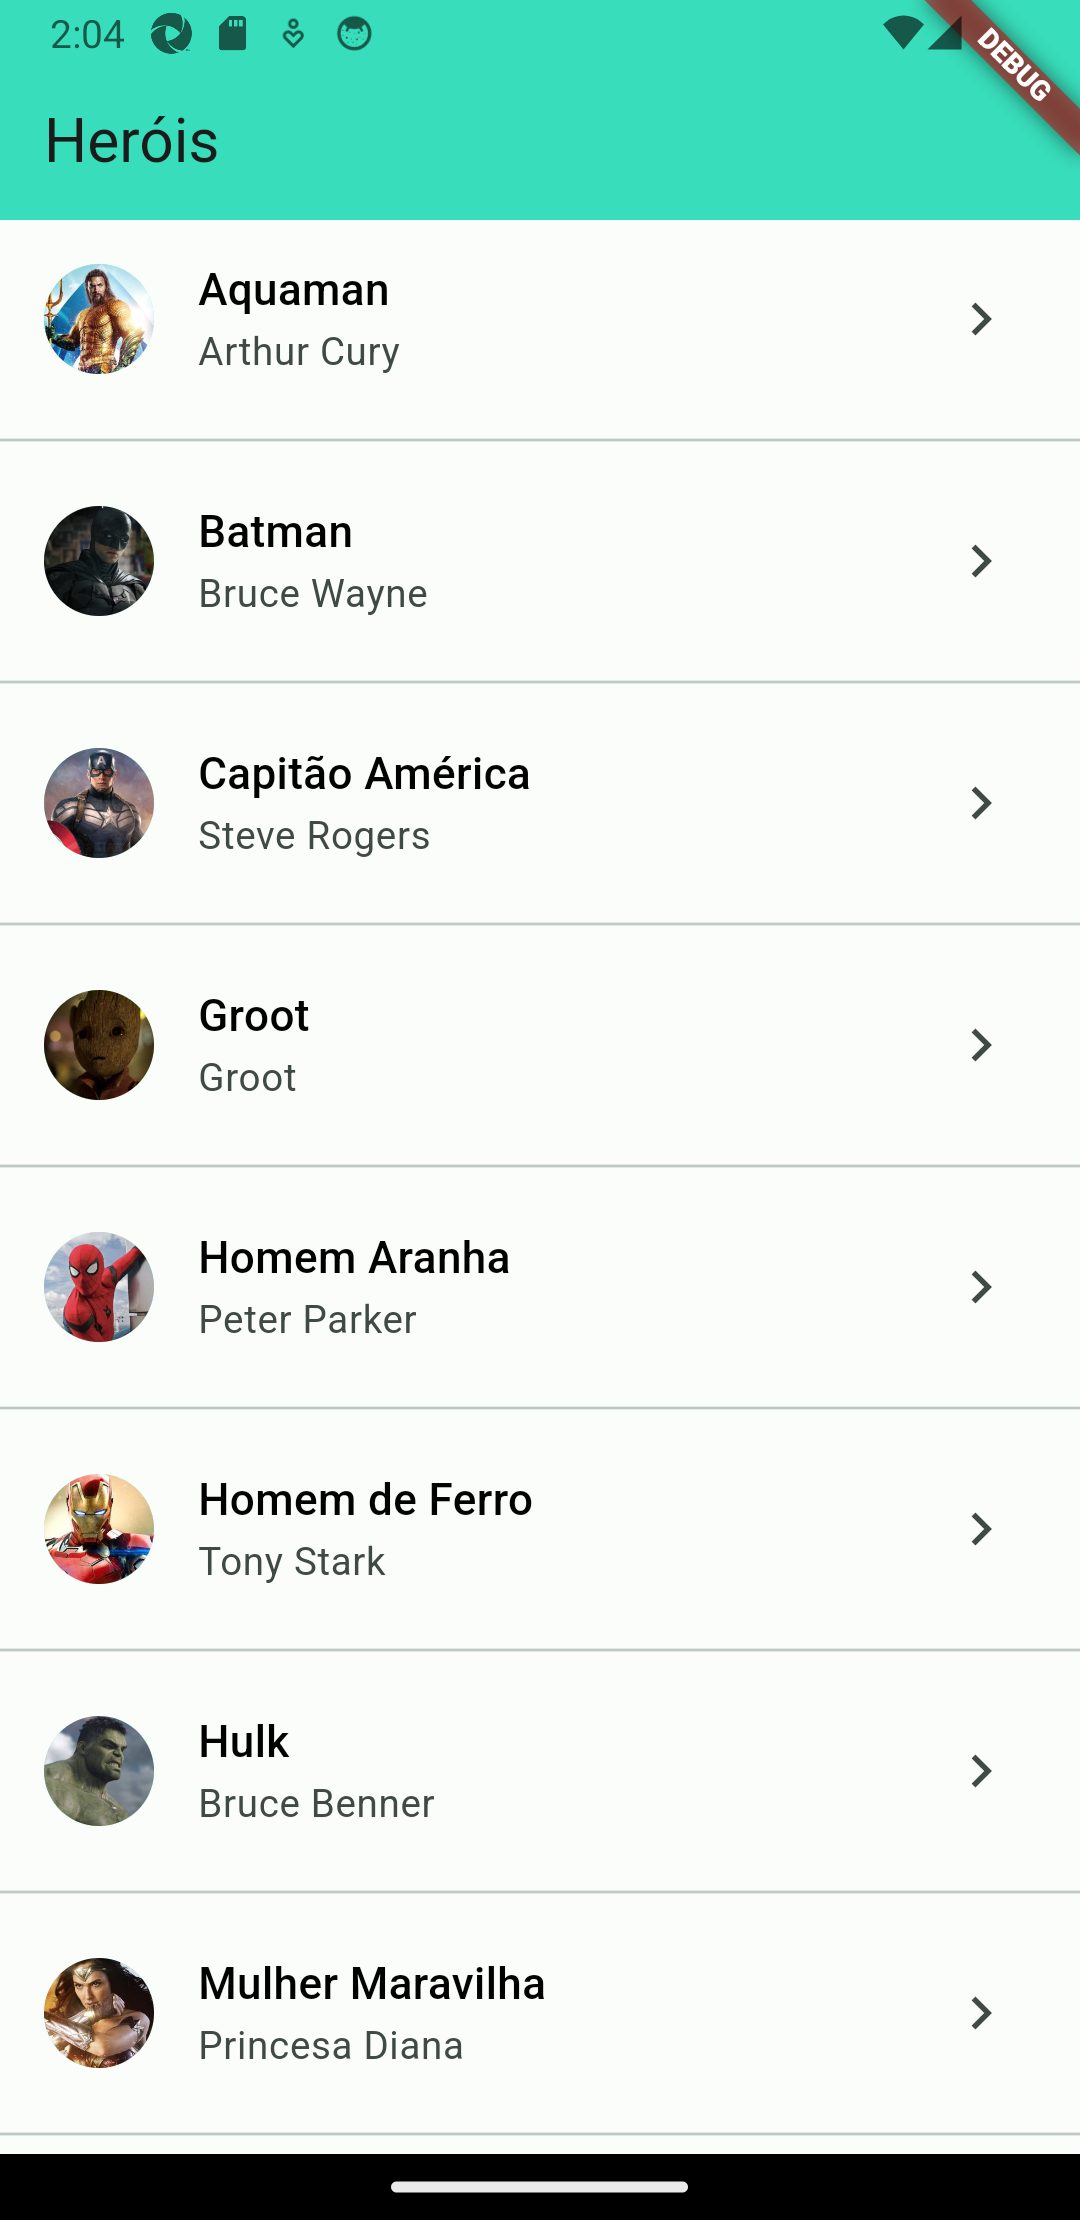 2:04
DEBUG
Heróis
Aquaman
Arthur Cury
Batman
Bruce Wayne
Capitão América
Steve Rogers
Groot
Groot
Homem Aranha
Peter Parker
Homem de Ferro
Tony Stark
Hulk
Bruce Benner
Mulher Maravilha
Princesa Diana